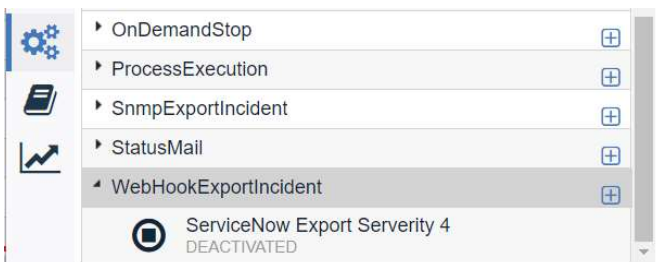 OnDemandStop
ProcessExecution
SnmpExportIncident
StatusMail
WebHookExportIncident
ServiceNow Export Serverity 4
DEACTIVATED